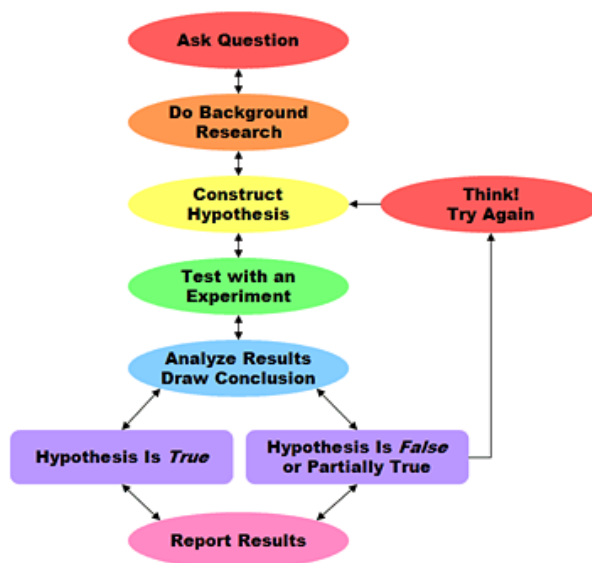 Ask Question
Do Background
Research
Construct
Hypothesis
Think!
Try Again
Test with an
Experiment
Analyze Results
Draw Conclusion
Hypothesis Is True
Hypothesis Is False
or Partially True
Report Results